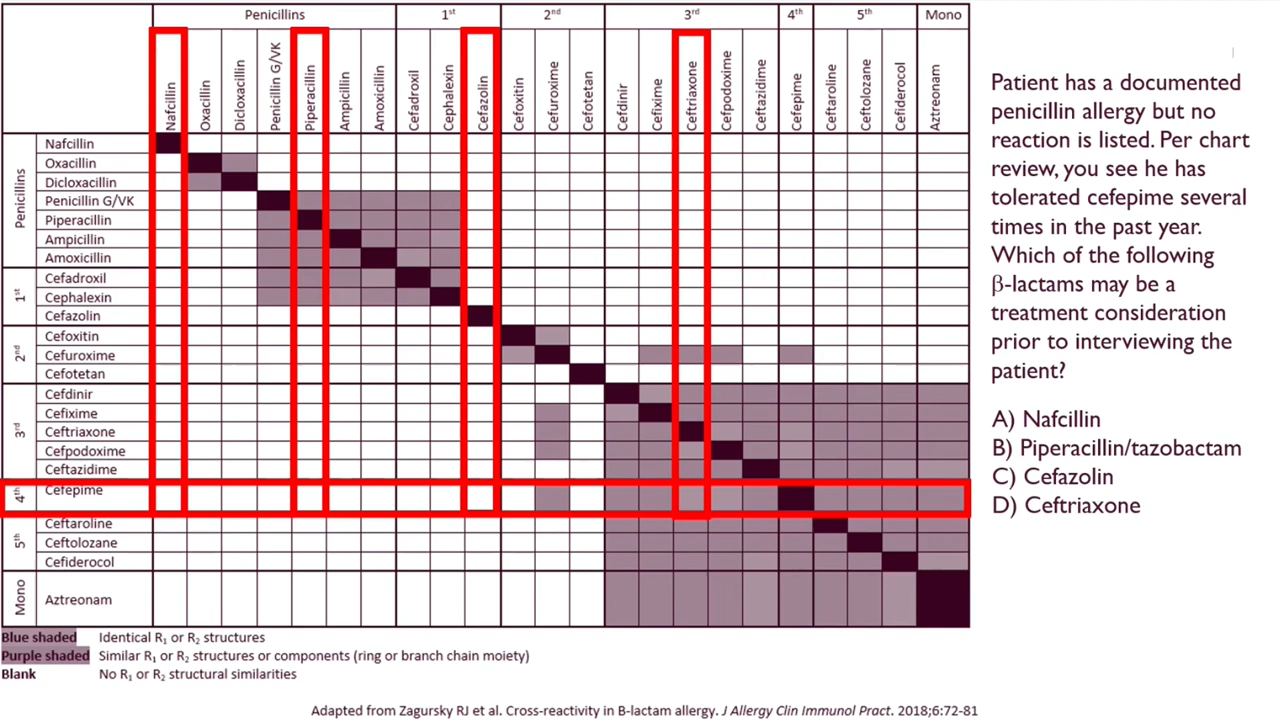 Penicillins 1st 2nd 3rd 4th 5th Mono
Nafcillin Oxacillin Dicloxacillin Penicillin G/VK Piperacillin Ampicillin Amoxicillin Cefadroxil Cephalexin Cefazolin Cefoxitin Cefuroxime Cefotetan Cefdinir Cefixime Ceftriaxone Cefpodoxime Ceftazidime Cefepime Ceftaroline Ceftolozane Cefiderocol Aztreonam
Penicillins
Nafcillin
Oxacillin
Dicloxacillin
Penicillin G/VK
Piperacillin
Ampicillin
Amoxicillin
1st
Cefadroxil
Cephalexin
Cefazolin
2nd
Cefoxitin
Cefuroxime
Cefotetan
3rd
Cefdinir
Cefixime
Ceftriaxone
Cefpodoxime
Ceftazidime
4th
Cefepime
5th
Ceftaroline
Ceftolozane
Cefiderocol
Mono
Aztreonam
Blue shaded Identical R1 or R2 structures
Purple shaded Similar R1 or R2 structures or components (ring or branch chain moiety)
Blank No R1 or R2 structural similarities
Patient has a documented
penicillin allergy but no
reaction is listed. Per chart
review, you see he has
tolerated cefepime several
times in the past year.
Which of the following
β-lactams may be a
treatment consideration
prior to interviewing the
patient?
A) Nafcillin
B) Piperacillin/tazobactam
C) Cefazolin
D) Ceftriaxone
Adapted from Zagursky RJ et al. Cross-reactivity in B-lactam allergy. J Allergy Clin Immunol Pract. 2018;6:72-81